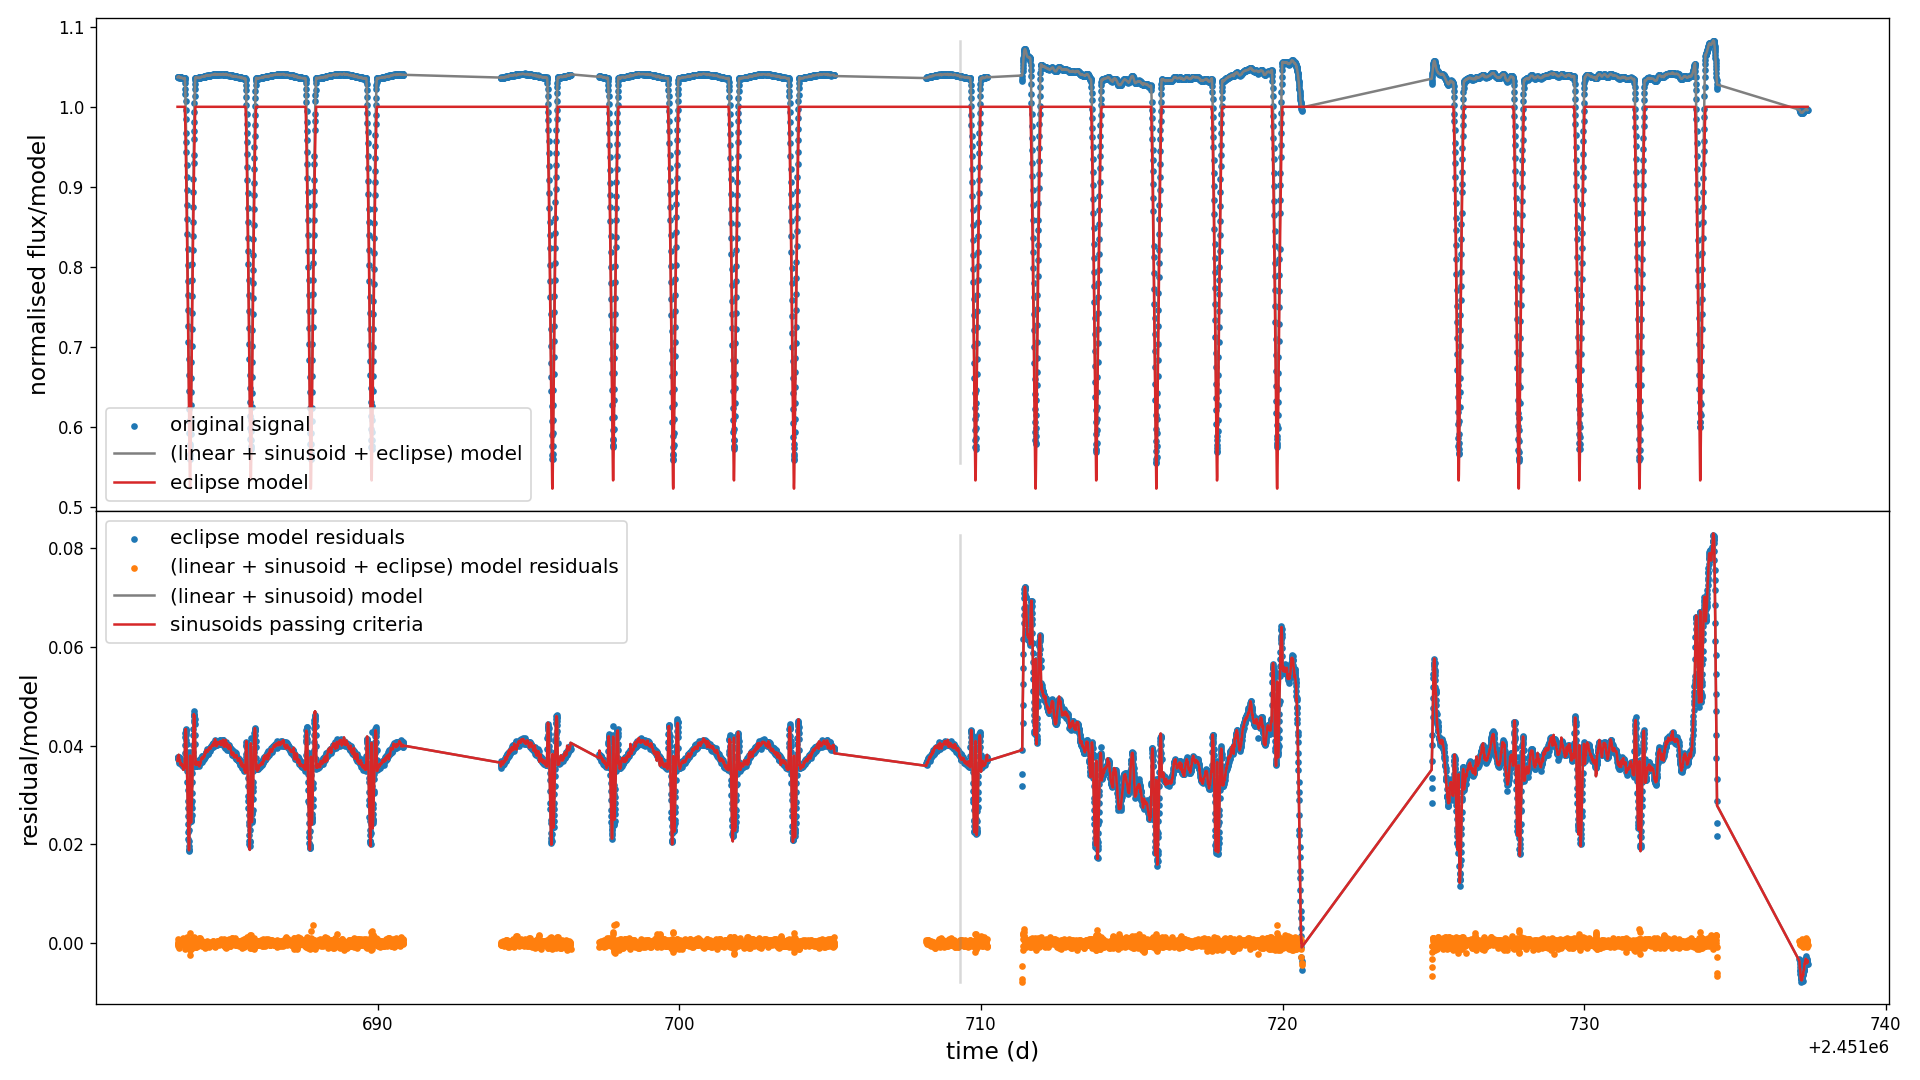 1.1
1.0
0.9
0.8
0.7
0.6
0.5
normalised flux/model
original signal
(linear + sinusoid + eclipse) model
eclipse model
eclipse model residuals
(linear + sinusoid + eclipse) model residuals
(linear + sinusoid) model
sinusoids passing criteria
0.08
0.06
0.04
0.02
0.00
residual/model
690
700
710
720
730
740
time (d)
+2.451e6